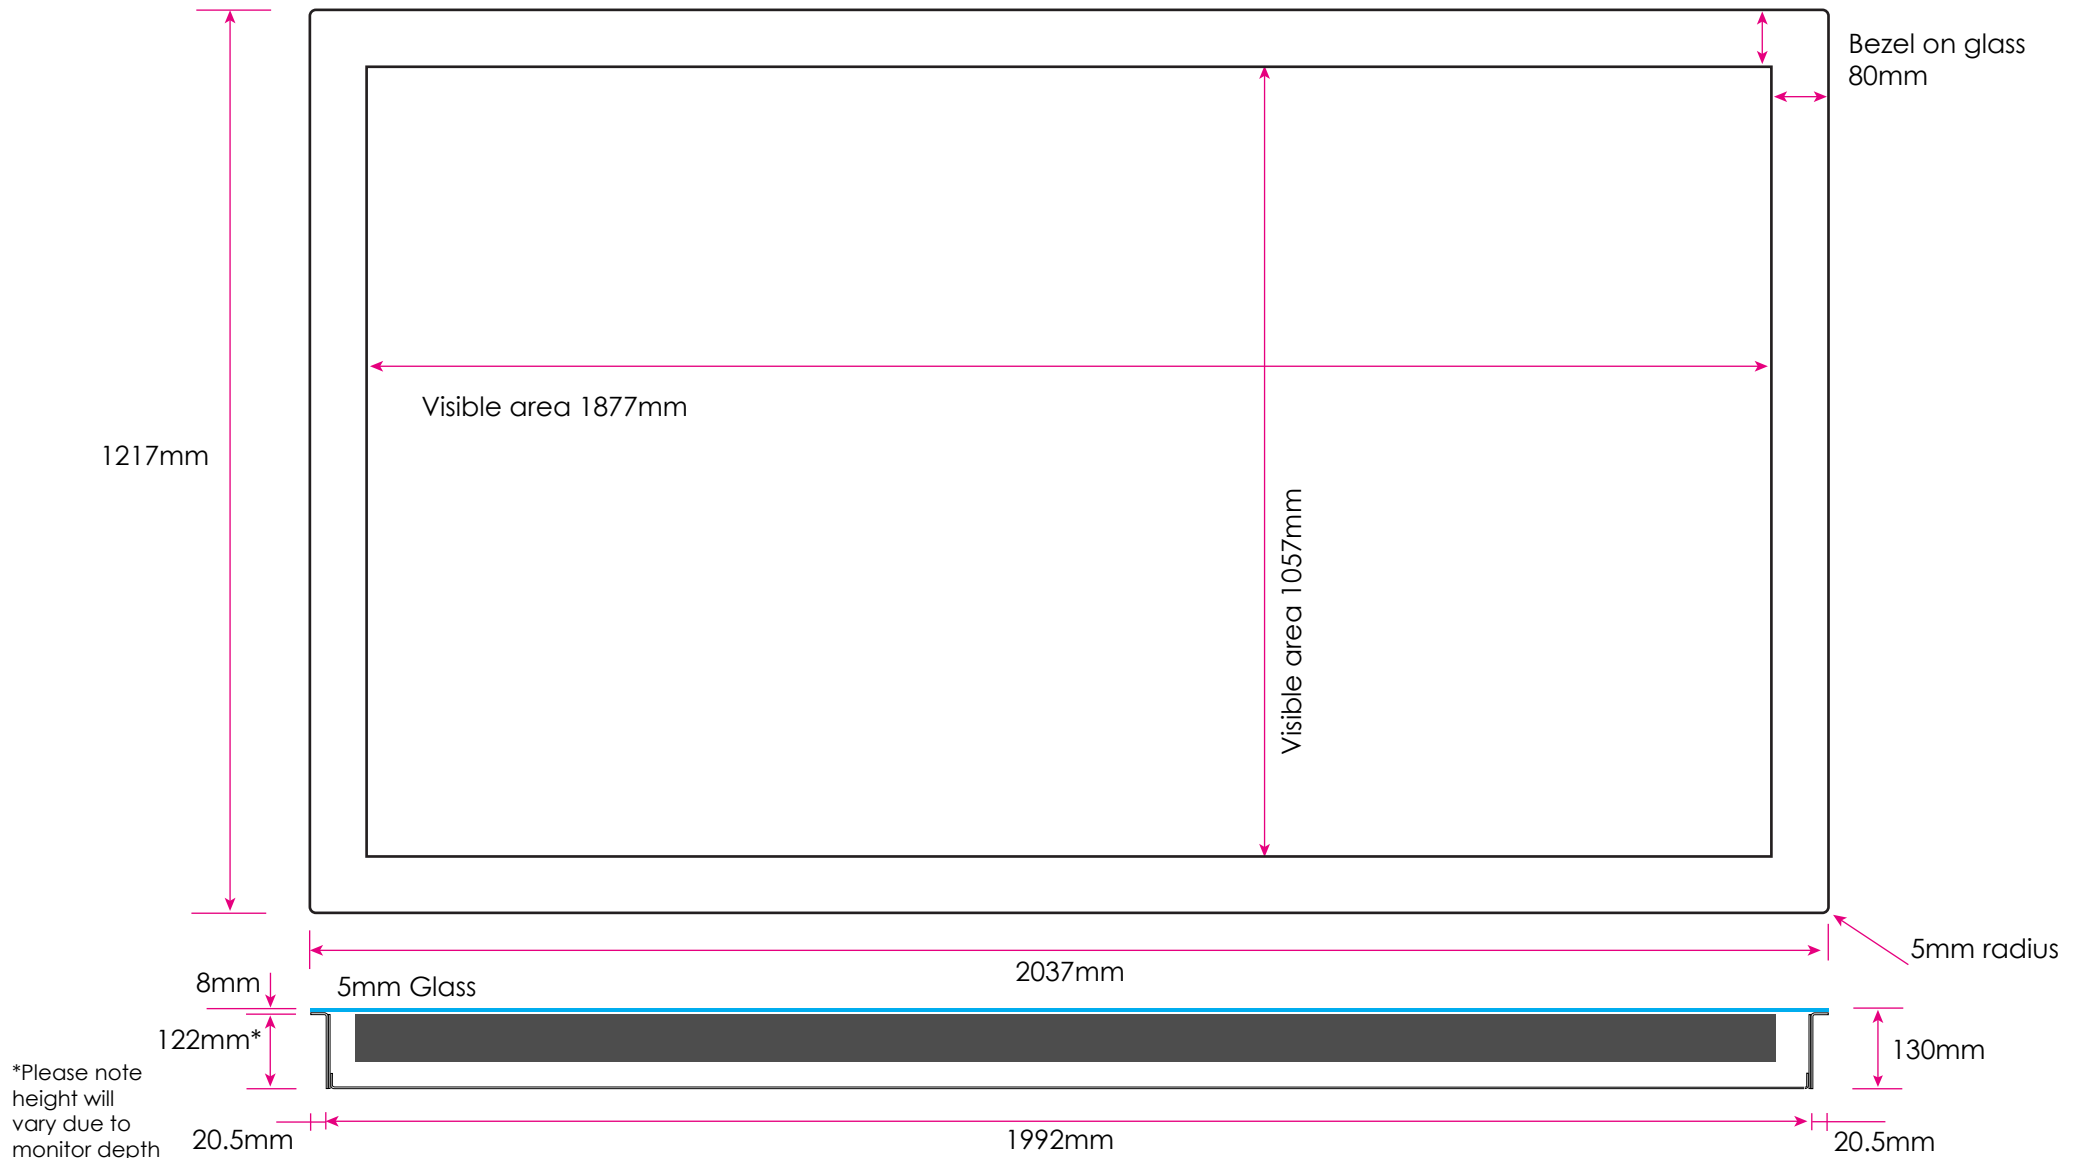 Bezel on glass
80mm
Visible area 1877mm
1217mm
Visible area 1057mm
5mm radius
2037mm
8mm
5mm Glass
122mm*
130mm
*Please note
height will
vary due to
monitor depth
20.5mm
1992mm
20.5mm